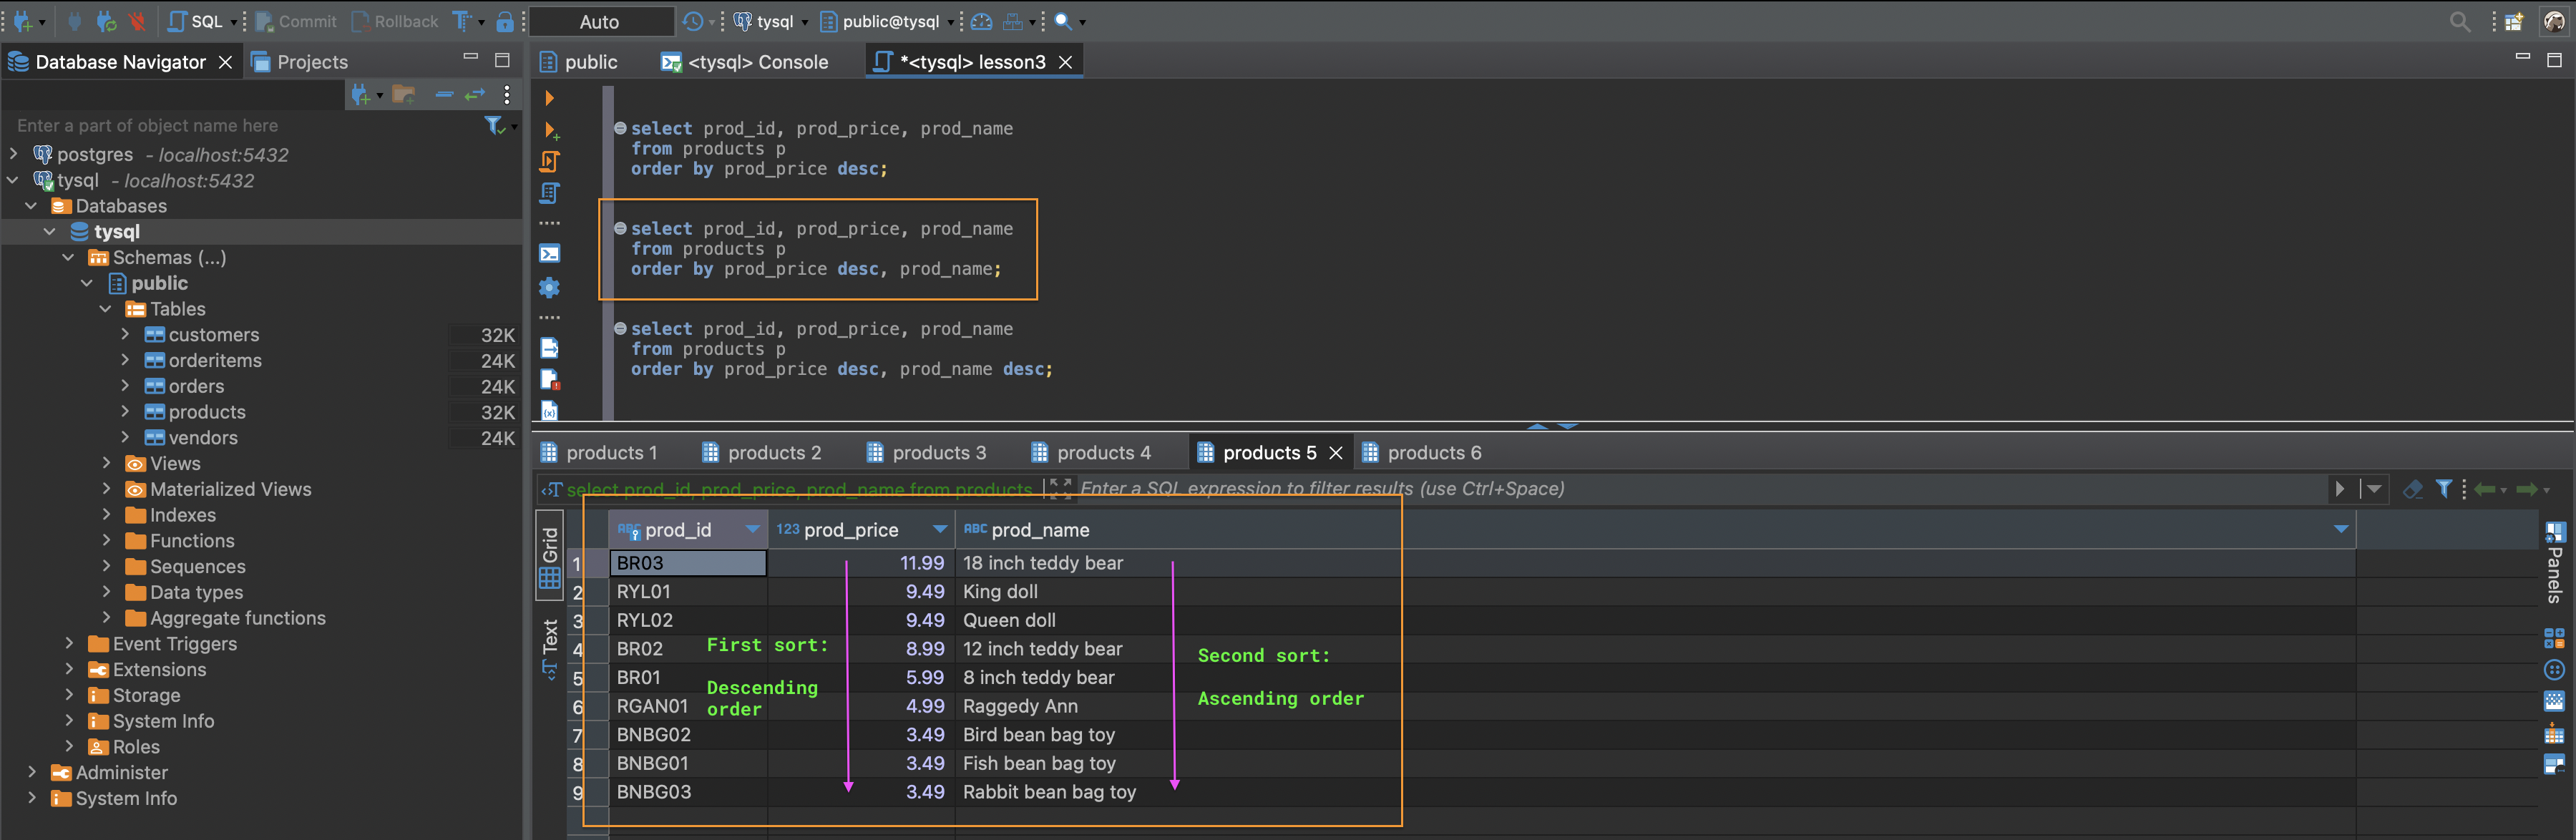 SQL
Commit
Rollback
Auto
tysql
public@tysql
Database Navigator
Projects
public
<tysql> Console
*<tysql> lesson3
Enter a part of object name here
postgres - localhost:5432
tysql - localhost:5432
Databases
tysql
Schemas (...)
public
Tables
customers 32K
orderitems 24K
orders 24K
products 32K
vendors 24K
Views
Materialized Views
Indexes
Functions
Sequences
Data types
Aggregate functions
Event Triggers
Extensions
Storage
System Info
Roles
Administer
System Info
select prod_id, prod_price, prod_name
from products p
order by prod_price desc;
select prod_id, prod_price, prod_name
from products p
order by prod_price desc, prod_name;
select prod_id, prod_price, prod_name
from products p
order by prod_price desc, prod_name desc;
products 1
products 2
products 3
products 4
products 5
products 6
select prod_id, prod_price, prod_name from products
Enter a SQL expression to filter results (use Ctrl+Space)
Grid
Text
Panels
ABC prod_id 123 prod_price ABC prod_name
1 BR03 11.99 18 inch teddy bear
2 RYL01 9.49 King doll
3 RYL02 9.49 Queen doll
4 BR02 8.99 12 inch teddy bear
5 BR01 5.99 8 inch teddy bear
6 RGAN01 4.99 Raggedy Ann
7 BNBG02 3.49 Bird bean bag toy
8 BNBG01 3.49 Fish bean bag toy
9 BNBG03 3.49 Rabbit bean bag toy
First sort:
Descending
order
Second sort:
Ascending order